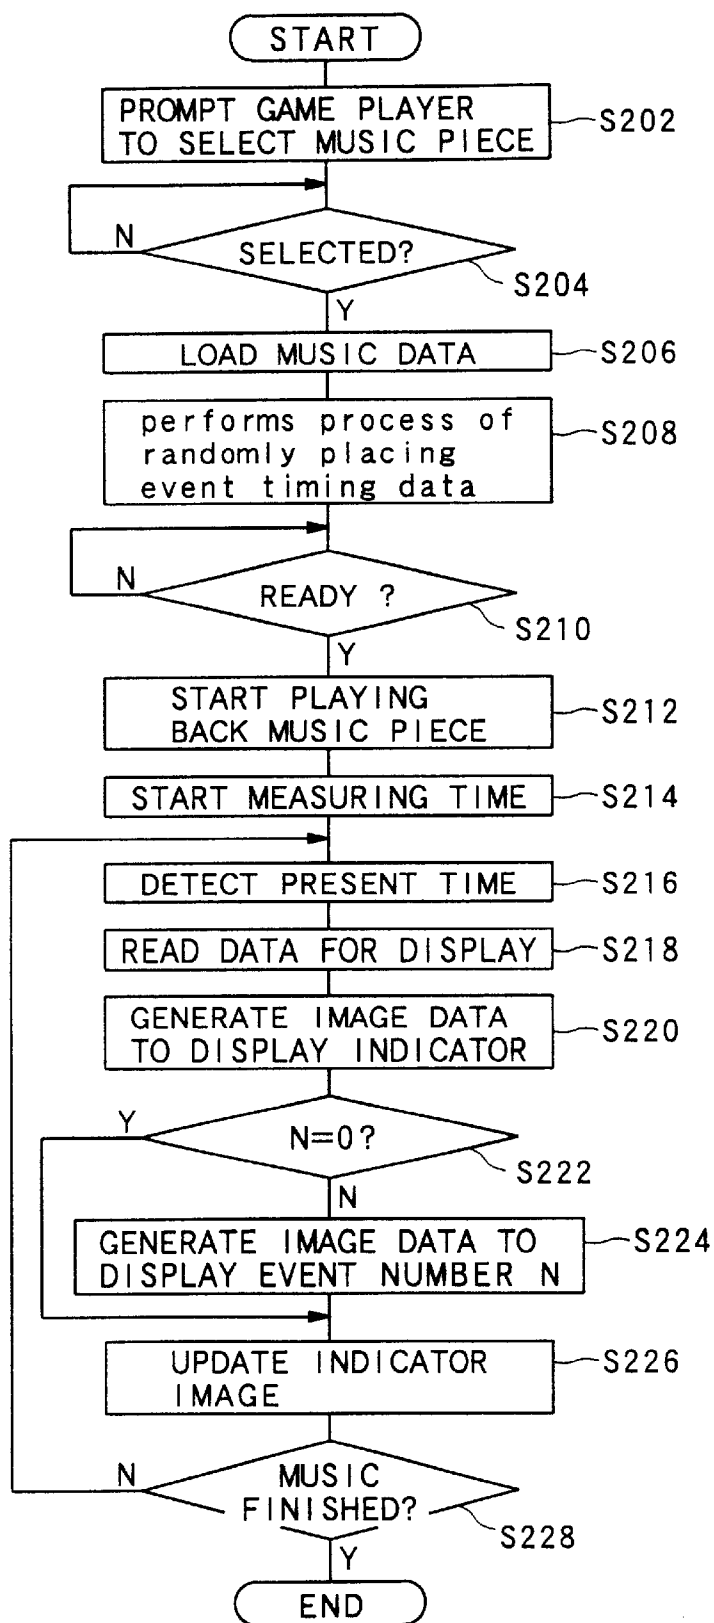 START
PROMPT GAME PLAYER
TO SELECT MUSIC PIECE
S202
N
SELECTED?
S204
Y
LOAD MUSIC DATA
S206
performs process of
randomly placing
event timing data
S208
N
READY ?
S210
Y
START PLAYING
BACK MUSIC PIECE
S212
START MEASURING TIME
S214
DETECT PRESENT TIME
S216
READ DATA FOR DISPLAY
S218
GENERATE IMAGE DATA
TO DISPLAY INDICATOR
S220
Y
N=0?
S222
N
GENERATE IMAGE DATA TO
DISPLAY EVENT NUMBER N
S224
UPDATE INDICATOR
IMAGE
S226
N
MUSIC
FINISHED?
S228
Y
END